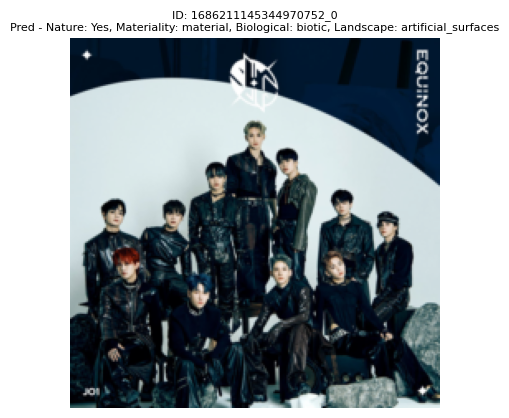 ID: 1686211145344970752_0
Pred - Nature: Yes, Materiality: material, Biological: biotic, Landscape: artificial_surfaces
EQUINOX
JO1